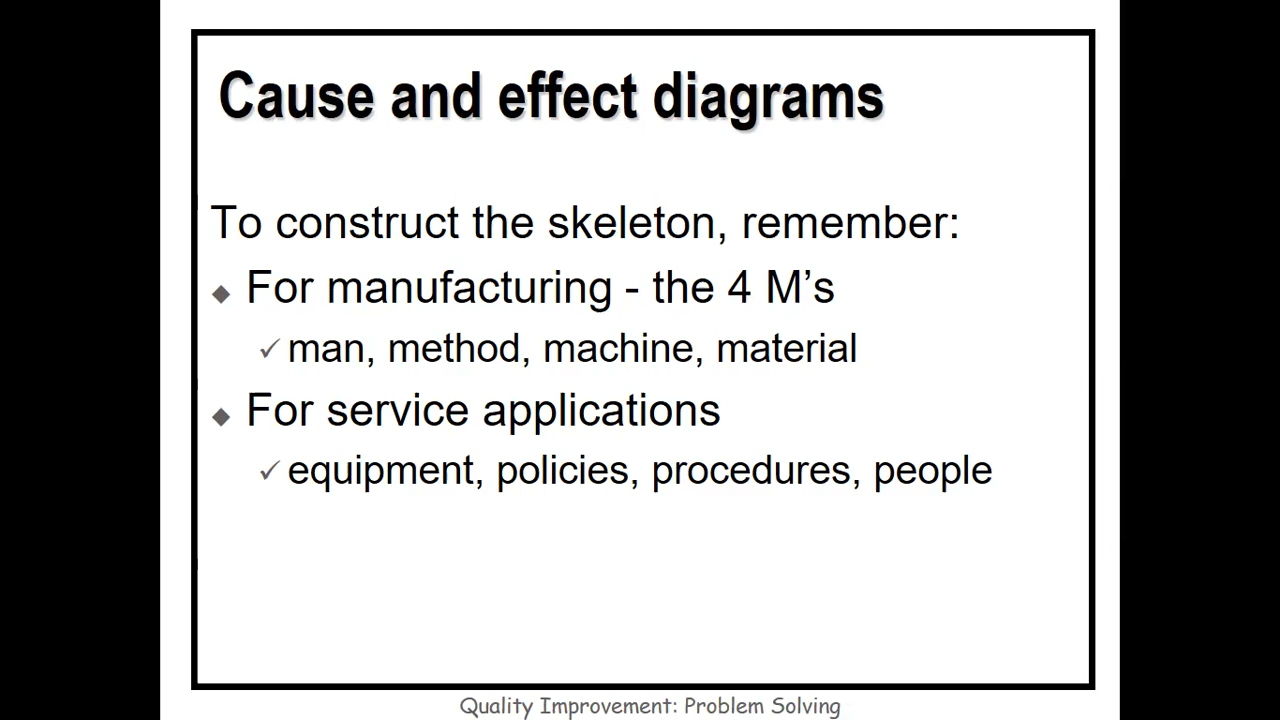 Cause and effect diagrams
To construct the skeleton, remember:
◆ For manufacturing - the 4 M’s
✓ man, method, machine, material
◆ For service applications
✓ equipment, policies, procedures, people
Quality Improvement: Problem Solving